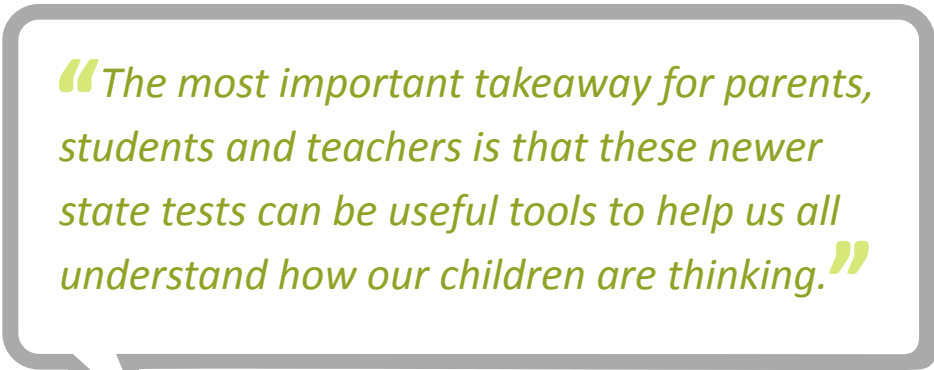 “The most important takeaway for parents,
students and teachers is that these newer
state tests can be useful tools to help us all
understand how our children are thinking.”